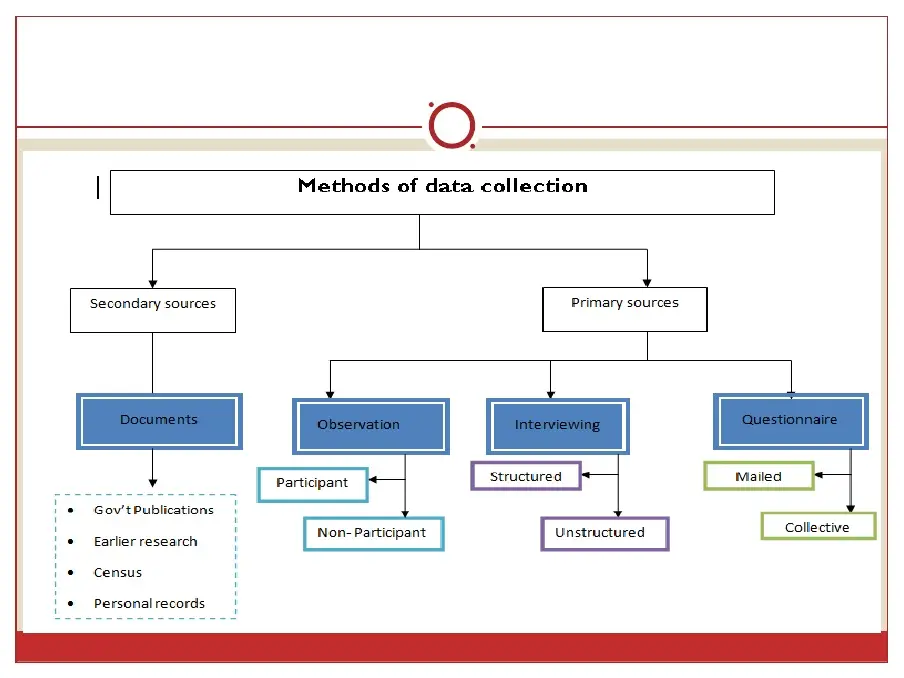 Methods of data collection
Secondary sources
Primary sources
Documents
Observation
Interviewing
Questionnaire
Participant
Structured
Mailed
Non- Participant
Unstructured
Collective
• Gov't Publications
• Earlier research
• Census
• Personal records